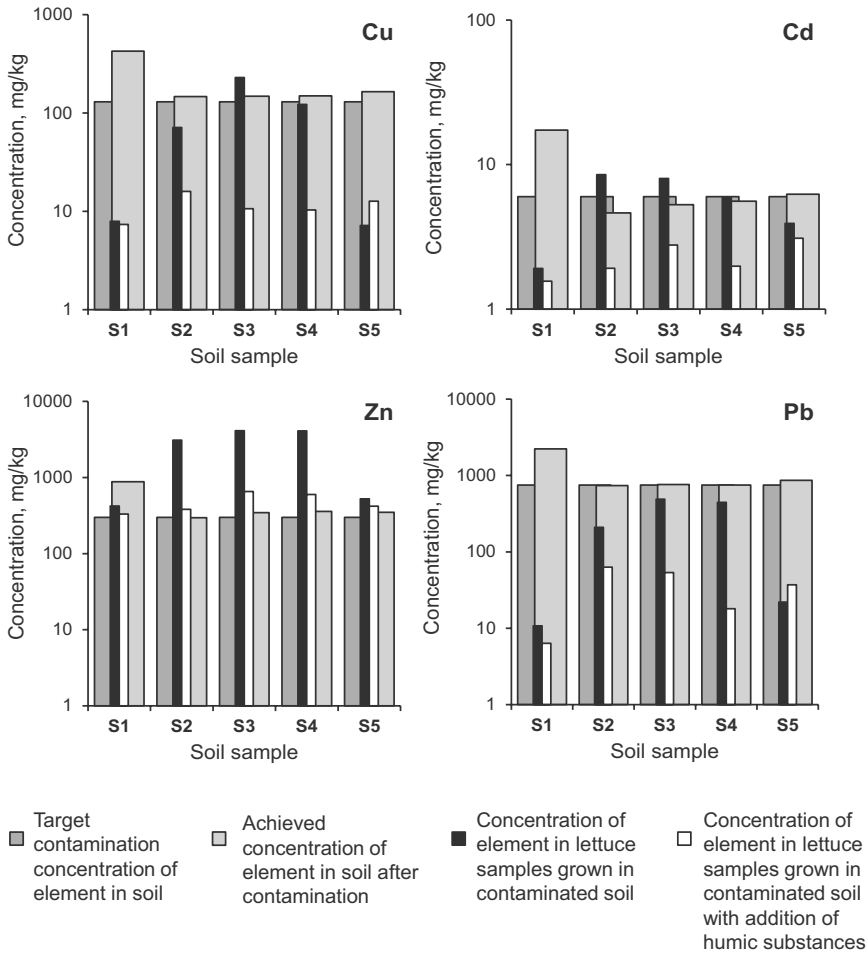 Cu
Concentration, mg/kg
1000
100
10
1
S1 S2 S3 S4 S5
Soil sample
Cd
Concentration, mg/kg
100
10
1
S1 S2 S3 S4 S5
Soil sample
Zn
Concentration, mg/kg
10000
1000
100
10
1
S1 S2 S3 S4 S5
Soil sample
Pb
Concentration, mg/kg
10000
1000
100
10
1
S1 S2 S3 S4 S5
Soil sample
Target
contamination
concentration of
element in soil
Achieved
concentration of
element in soil after
contamination
Concentration of
element in lettuce
samples grown in
contaminated soil
Concentration of
element in lettuce
samples grown in
contaminated soil
with addition of
humic substances